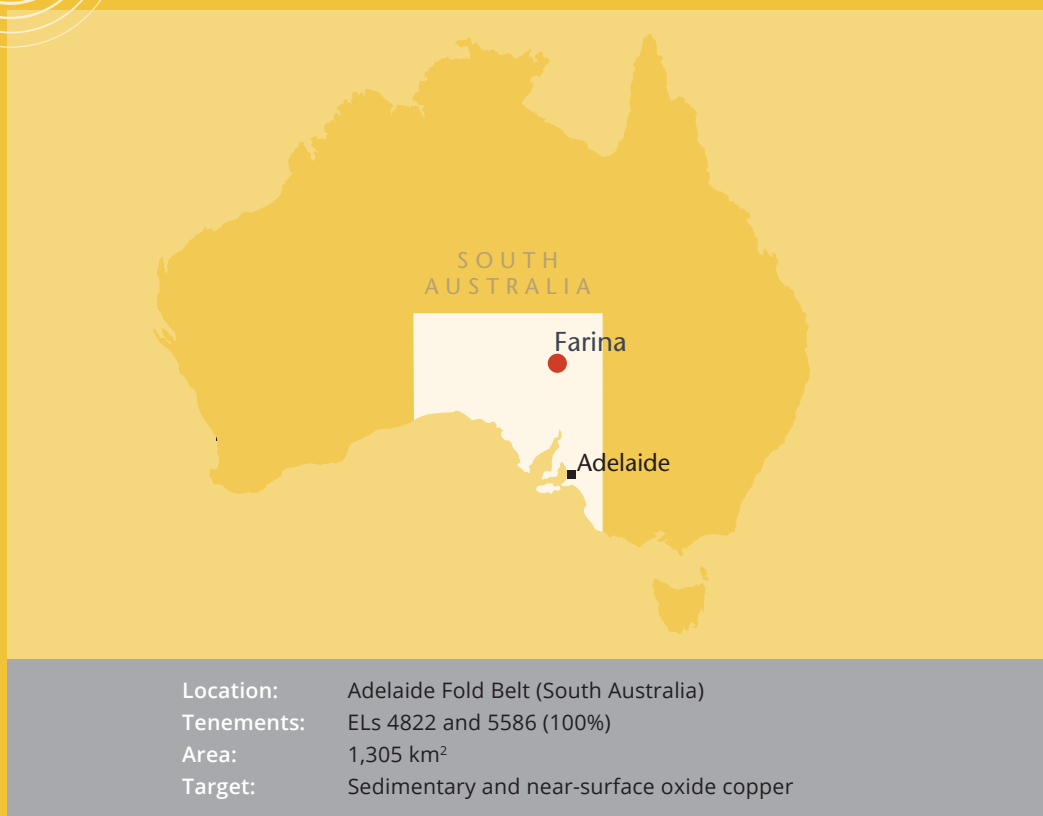 SOUTH
AUSTRALIA
Farina
Adelaide
Location: Adelaide Fold Belt (South Australia)
Tenements: ELs 4822 and 5586 (100%)
Area: 1,305 km²
Target: Sedimentary and near-surface oxide copper